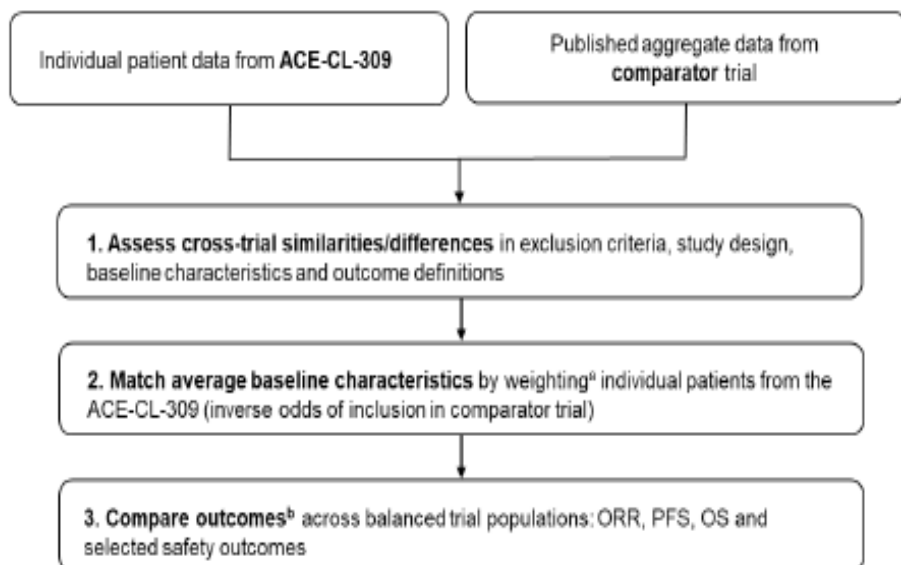 Individual patient data from ACE-CL-309
Published aggregate data from
comparator trial
1. Assess cross-trial similarities/differences in exclusion criteria, study design,
baseline characteristics and outcome definitions
2. Match average baseline characteristics by weightingᵃ individual patients from the
ACE-CL-309 (inverse odds of inclusion in comparator trial)
3. Compare outcomesᵇ across balanced trial populations: ORR, PFS, OS and
selected safety outcomes